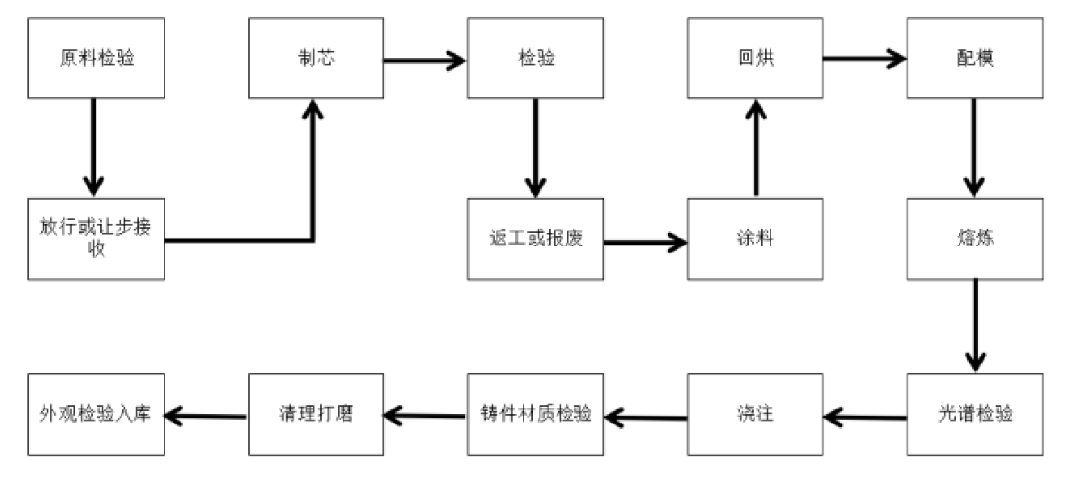 原料检验
制芯
检验
回烘
配模
放行或让步接
收
返工或报废
涂料
熔炼
外观检验入库
清理打磨
铸件材质检验
浇注
光谱检验